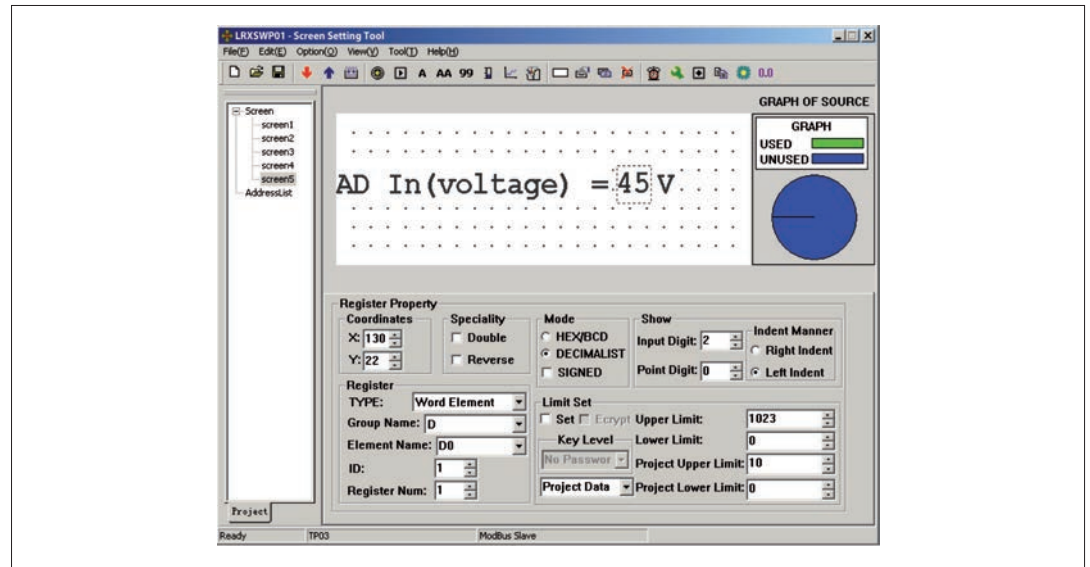 LRXSWP01 - Screen Setting Tool
File(F) Edit(E) Option(O) View(V) Tool(T) Help(H)
A AA 99 0.0
Screen
screen1
screen2
screen3
screen4
screen5
AddressList
Project
GRAPH OF SOURCE
GRAPH
USED
UNUSED
AD In(voltage) = 45 V
Register Property
Coordinates
X: 130
Y: 22
Speciality
Double
Reverse
Mode
HEX/BCD
DECIMALIST
SIGNED
Show
Input Digit: 2
Point Digit: 0
Indent Manner
Right Indent
Left Indent
Register
TYPE: Word Element
Group Name: D
Element Name: D0
ID: 1
Register Num: 1
Limit Set
Set Ecrypt
Key Level
No Passwor
Project Data
Upper Limit: 1023
Lower Limit: 0
Project Upper Limit: 10
Project Lower Limit: 0
Ready TP03 ModBus Slave